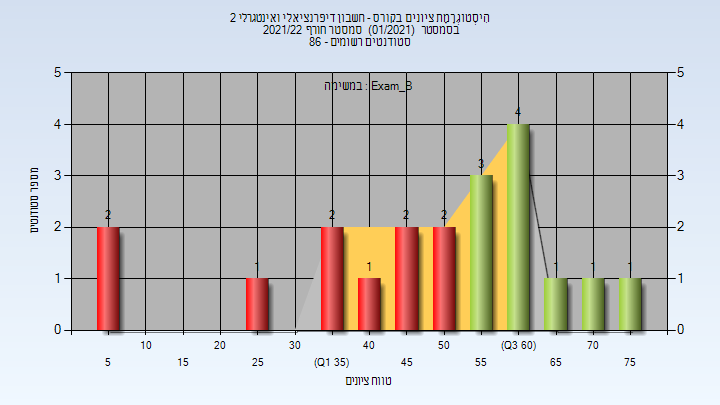 היסטוגרמת ציונים בקורס - חשבון דיפרנציאלי ואינטגרלי 2
בסמסטר (01/2021) סמסטר חורף 2021/22
סטודנטים רשומים - 86
במשימה : Exam_B
5 5
4 4
3 3
2 2
1 1
0 0
מספר סטודנטים
2 1 2 1 2 2 3 4 1 1 1
10 20 30 40 50 (Q3 60) 70
5 15 25 (Q1 35) 45 55 65 75
טווח ציונים